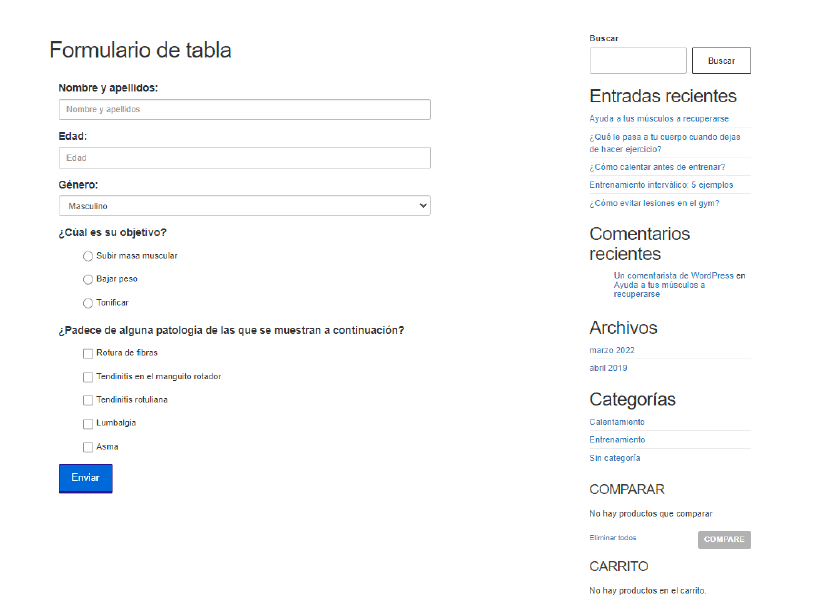 Formulario de tabla
Nombre y apellidos:
Nombre y apellidos
Edad:
Edad
Género:
Masculino
¿Cúal es su objetivo?
Subir masa muscular
Bajar peso
Tonificar
¿Padece de alguna patología de las que se muestran a continuación?
Rotura de fibras
Tendinitis en el manguito rotador
Tendinitis rotuliana
Lumbalgia
Asma
Enviar
Buscar
Buscar
Entradas recientes
Ayuda a tus músculos a recuperarse
¿Qué le pasa a tu cuerpo cuando dejas
de hacer ejercicio?
¿Cómo calentar antes de entrenar?
Entrenamiento interválico: 5 ejemplos
¿Cómo evitar lesiones en el gym?
Comentarios
recientes
Un comentarista de WordPress en
Ayuda a tus músculos a
recuperarse
Archivos
marzo 2022
abril 2019
Categorías
Calentamiento
Entrenamiento
Sin categoría
COMPARAR
No hay productos que comparar
Eliminar todos
COMPARE
CARRITO
No hay productos en el carrito.